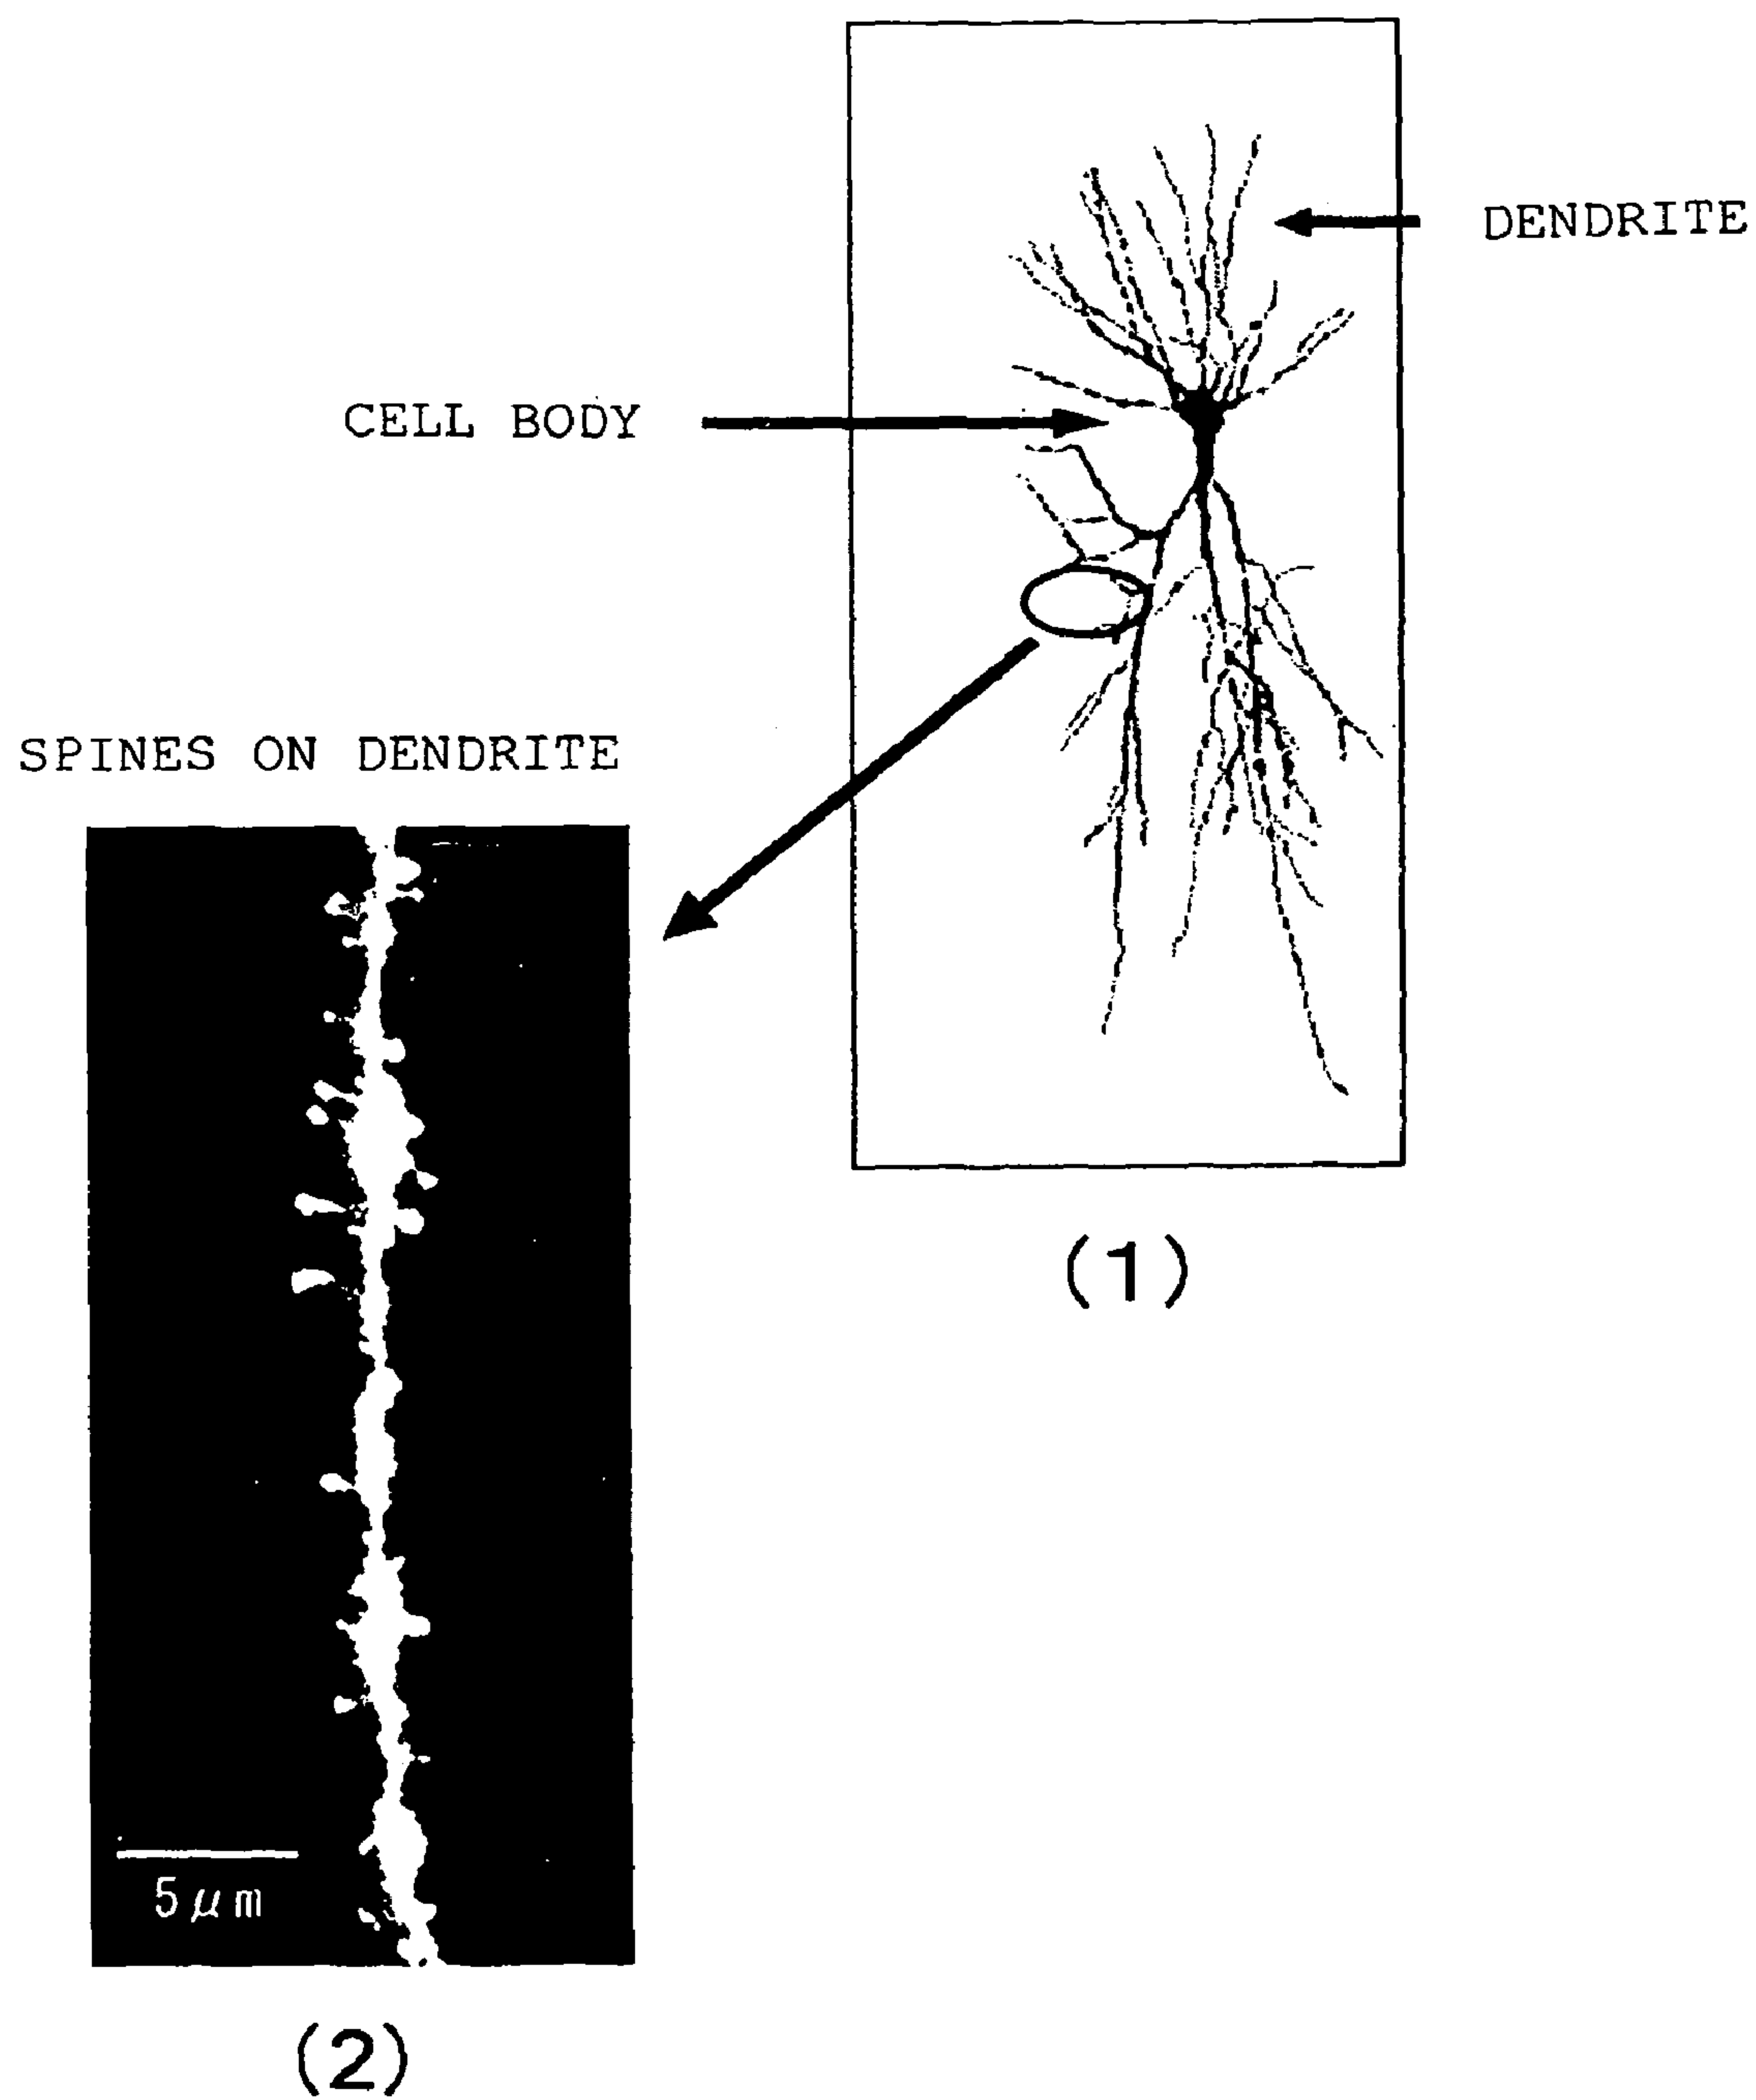 DENDRITE
CELL BODY
SPINES ON DENDRITE
(1)
5μm
(2)